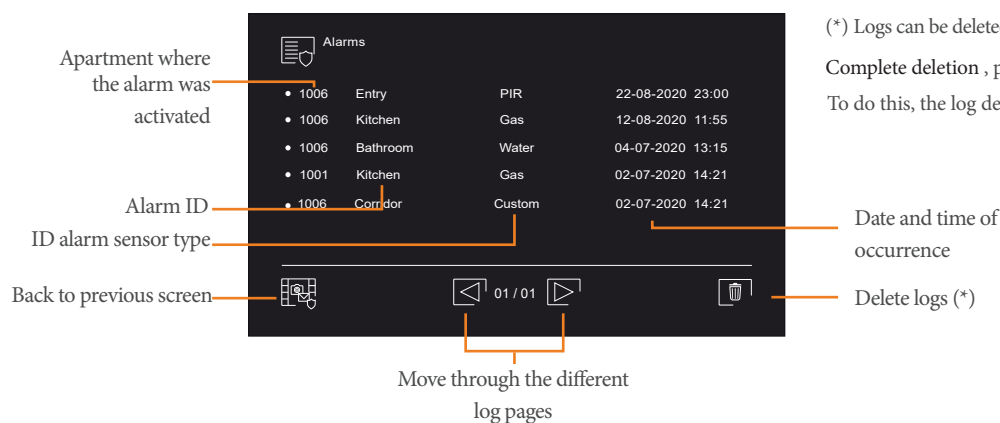 Apartment where
the alarm was
activated
Alarm ID
ID alarm sensor type
Back to previous screen
Alarms
• 1006 Entry PIR 22-08-2020 23:00
• 1006 Kitchen Gas 12-08-2020 11:55
• 1006 Bathroom Water 04-07-2020 13:15
• 1001 Kitchen Gas 02-07-2020 14:21
• 1006 Corridor Custom 02-07-2020 14:21
01 / 01
Move through the different
log pages
(*) Logs can be
Complete deletion ,
To do this, the log
Date and time of
occurrence
Delete logs (*)